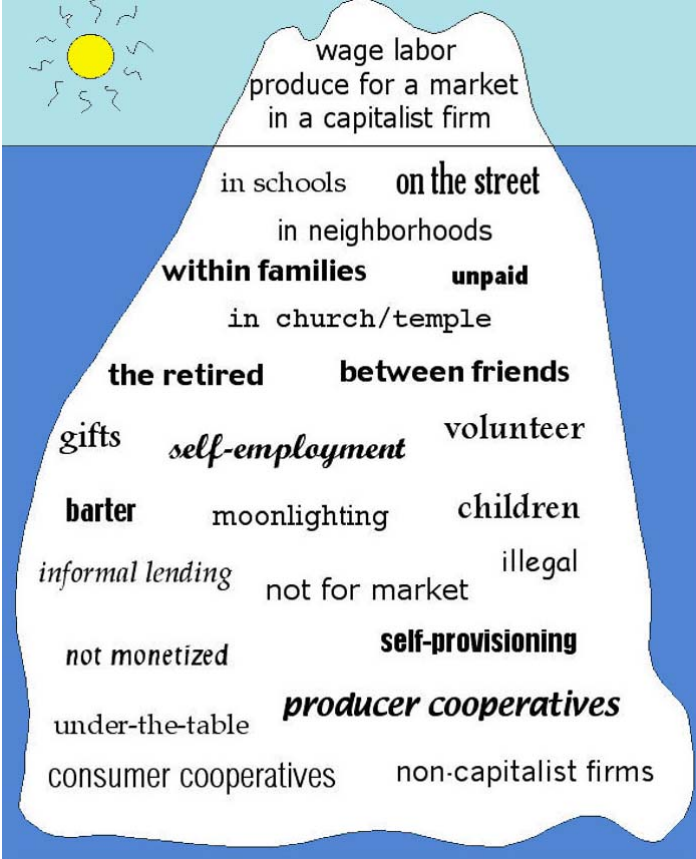 wage labor
produce for a market
in a capitalist firm
in schools on the street
in neighborhoods
within families unpaid
in church/temple
the retired between friends
gifts self-employment volunteer
barter moonlighting children
informal lending not for market illegal
not monetized self-provisioning
under-the-table producer cooperatives
consumer cooperatives non-capitalist firms